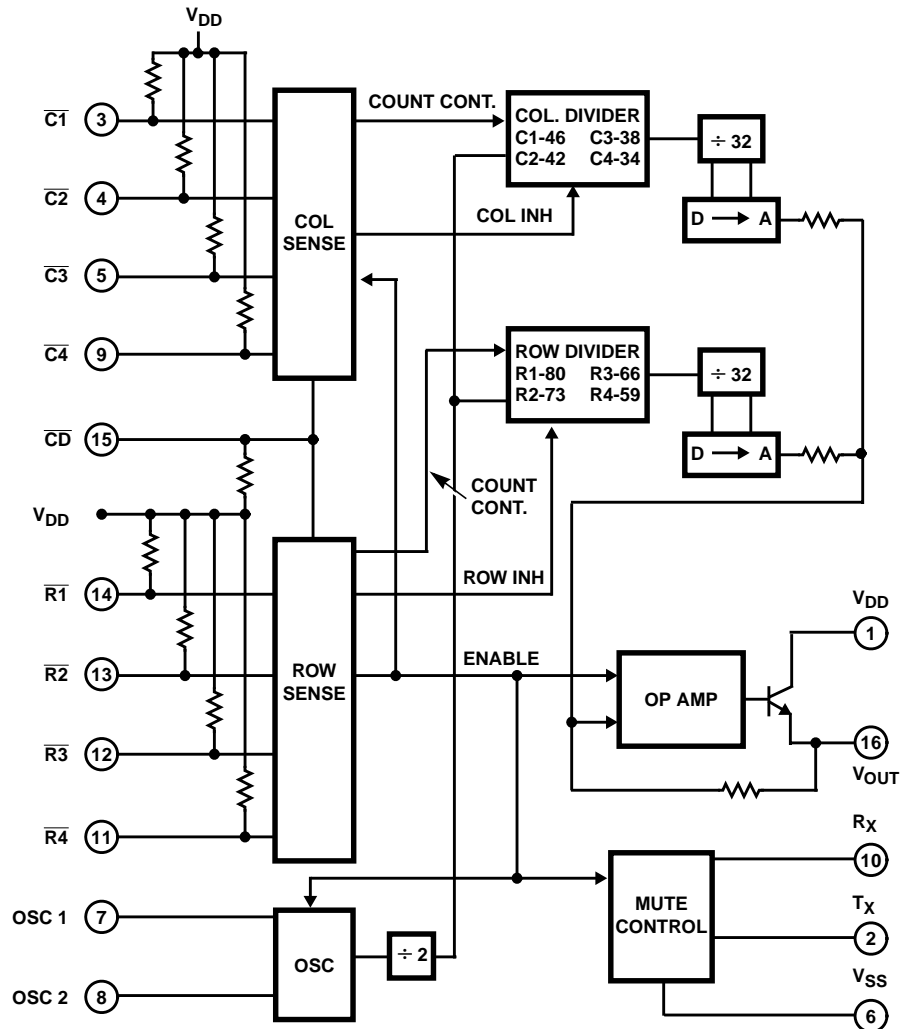 VDD
C1 3
C2 4
C3 5
C4 9
CD 15
VDD
R1 14
R2 13
R3 12
R4 11
OSC 1 7
OSC 2 8
COL
SENSE
ROW
SENSE
OSC
÷ 2
COUNT CONT.
COL INH
COUNT
CONT.
ROW INH
ENABLE
COL. DIVIDER
C1-46 C3-38
C2-42 C4-34
÷ 32
D → A
ROW DIVIDER
R1-80 R3-66
R2-73 R4-59
÷ 32
D → A
OP AMP
MUTE
CONTROL
VDD
1
16
VOUT
RX
10
TX
2
VSS
6